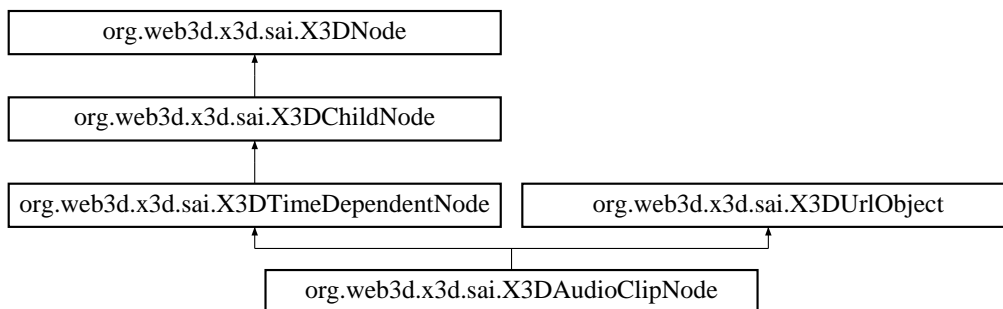 org.web3d.x3d.sai.X3DNode
org.web3d.x3d.sai.X3DChildNode
org.web3d.x3d.sai.X3DTimeDependentNode
org.web3d.x3d.sai.X3DUrlObject
org.web3d.x3d.sai.X3DAudioClipNode